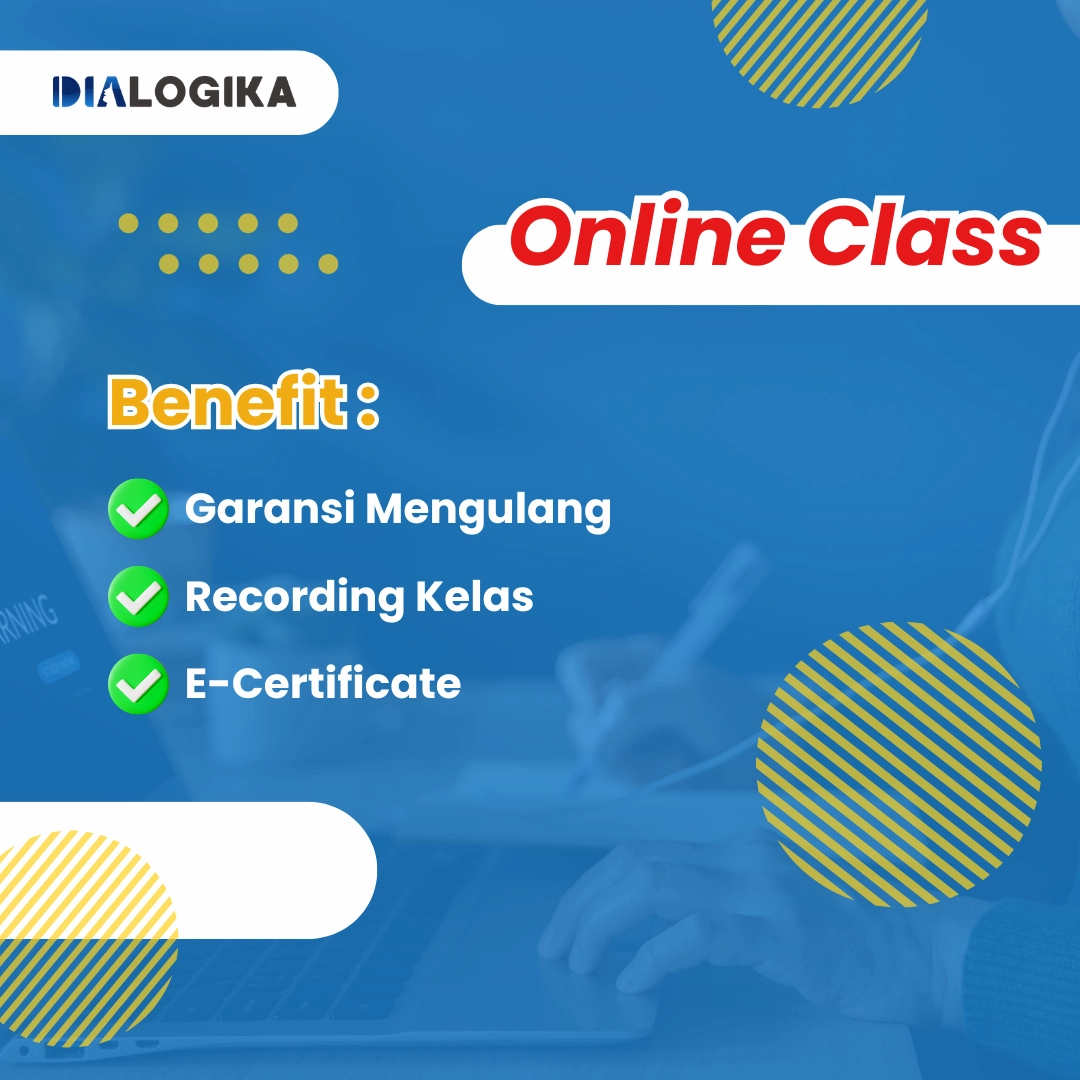 DIALOGIKA
Online Class
Benefit :
Garansi Mengulang
Recording Kelas
E-Certificate